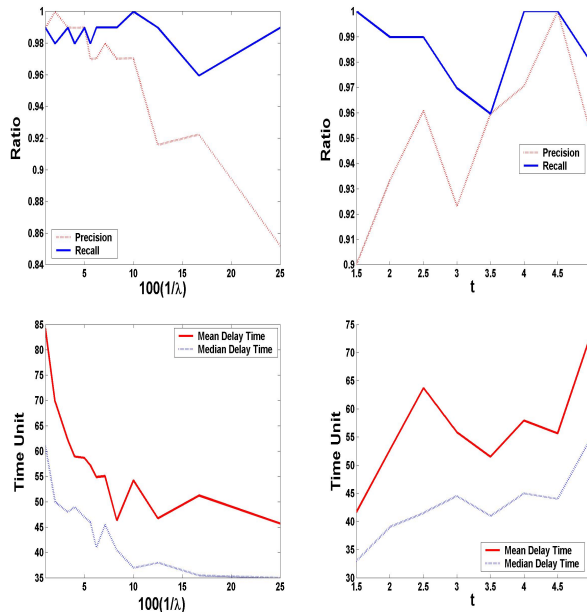 1
0.98
0.96
0.94
0.92
0.9
0.88
0.86
0.84
Ratio
Precision
Recall
5 10 15 20 25
100(1/λ)
1
0.99
0.98
0.97
0.96
0.95
0.94
0.93
0.92
0.91
0.9
Ratio
Precision
Recall
1.5 2 2.5 3 3.5 4 4.5
t
85
80
75
70
65
60
55
50
45
40
35
Time Unit
Mean Delay Time
Median Delay Time
5 10 15 20 25
100(1/λ)
75
70
65
60
55
50
45
40
35
30
Time Unit
Mean Delay Time
Median Delay Time
1.5 2 2.5 3 3.5 4 4.5
t